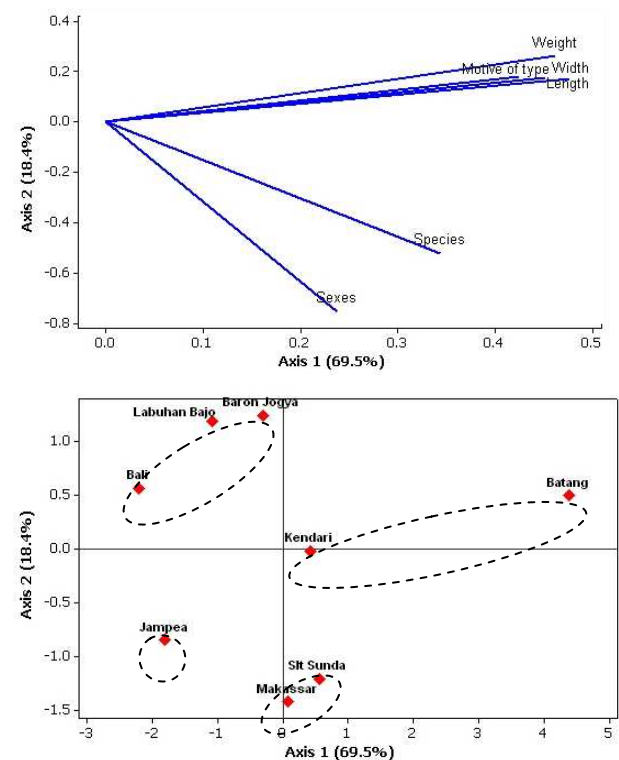 0.4
Weight
0.2
Motive of type Width
Length
0.0
Axis 2 (18.4%)
-0.2
-0.4
Species
-0.6
Sexes
-0.8
0.0 0.1 0.2 0.3 0.4 0.5
Axis 1 (69.5%)
Baron Jogya
Labuhan Bajo
1.0
Bali
Batang
0.5
Kendari
0.0
Axis 2 (18.4%)
-0.5
Jampea
-1.0
Slt Sunda
Makassar
-1.5
-3 -2 -1 0 1 2 3 4 5
Axis 1 (69.5%)